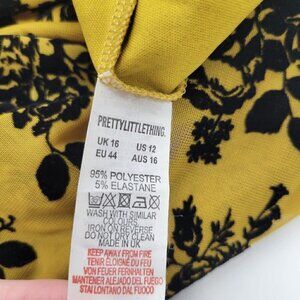 PRETTYLITTLETHING.
UK 16 US 12
EU 44 AUS 16
95% POLYESTER
5% ELASTANE
WASH WITH SIMILAR
COLOURS
IRON ON REVERSE
DO NOT DRY CLEAN
MADE IN UK
KEEP AWAY FROM FIRE
TENIR ÉLOIGNÉ DU FEU
VON FEUER FERNHALTEN
MANTENER ALEJADO DEL FUEGO
STAI LONTANO DAL FUOCO